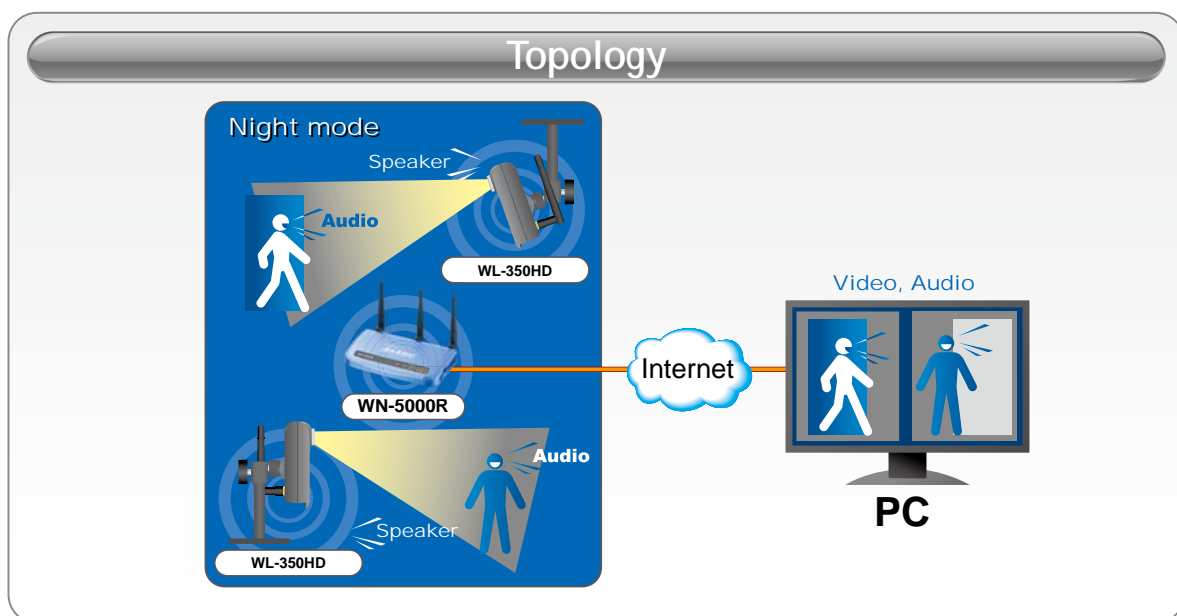 Topology
Night mode
Speaker
Audio
WL-350HD
WN-5000R
Audio
Speaker
WL-350HD
Internet
Video, Audio
PC